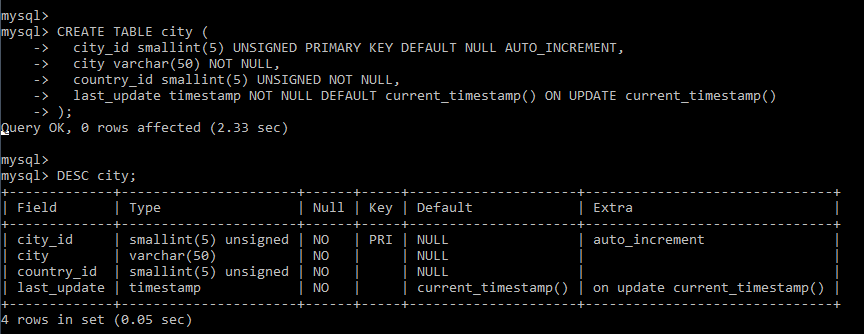 mysql>
mysql> CREATE TABLE city (
    ->   city_id smallint(5) UNSIGNED PRIMARY KEY DEFAULT NULL AUTO_INCREMENT,
    ->   city varchar(50) NOT NULL,
    ->   country_id smallint(5) UNSIGNED NOT NULL,
    ->   last_update timestamp NOT NULL DEFAULT current_timestamp() ON UPDATE current_timestamp()
    -> );
Query OK, 0 rows affected (2.33 sec)
mysql>
mysql> DESC city;
+-------------+----------------------+------+-----+---------------------+-------------------------------+
| Field       | Type                 | Null | Key | Default             | Extra                         |
+-------------+----------------------+------+-----+---------------------+-------------------------------+
| city_id     | smallint(5) unsigned | NO   | PRI | NULL                | auto_increment                |
| city        | varchar(50)          | NO   |     | NULL                |                               |
| country_id  | smallint(5) unsigned | NO   |     | NULL                |                               |
| last_update | timestamp            | NO   |     | current_timestamp() | on update current_timestamp() |
+-------------+----------------------+------+-----+---------------------+-------------------------------+
4 rows in set (0.05 sec)